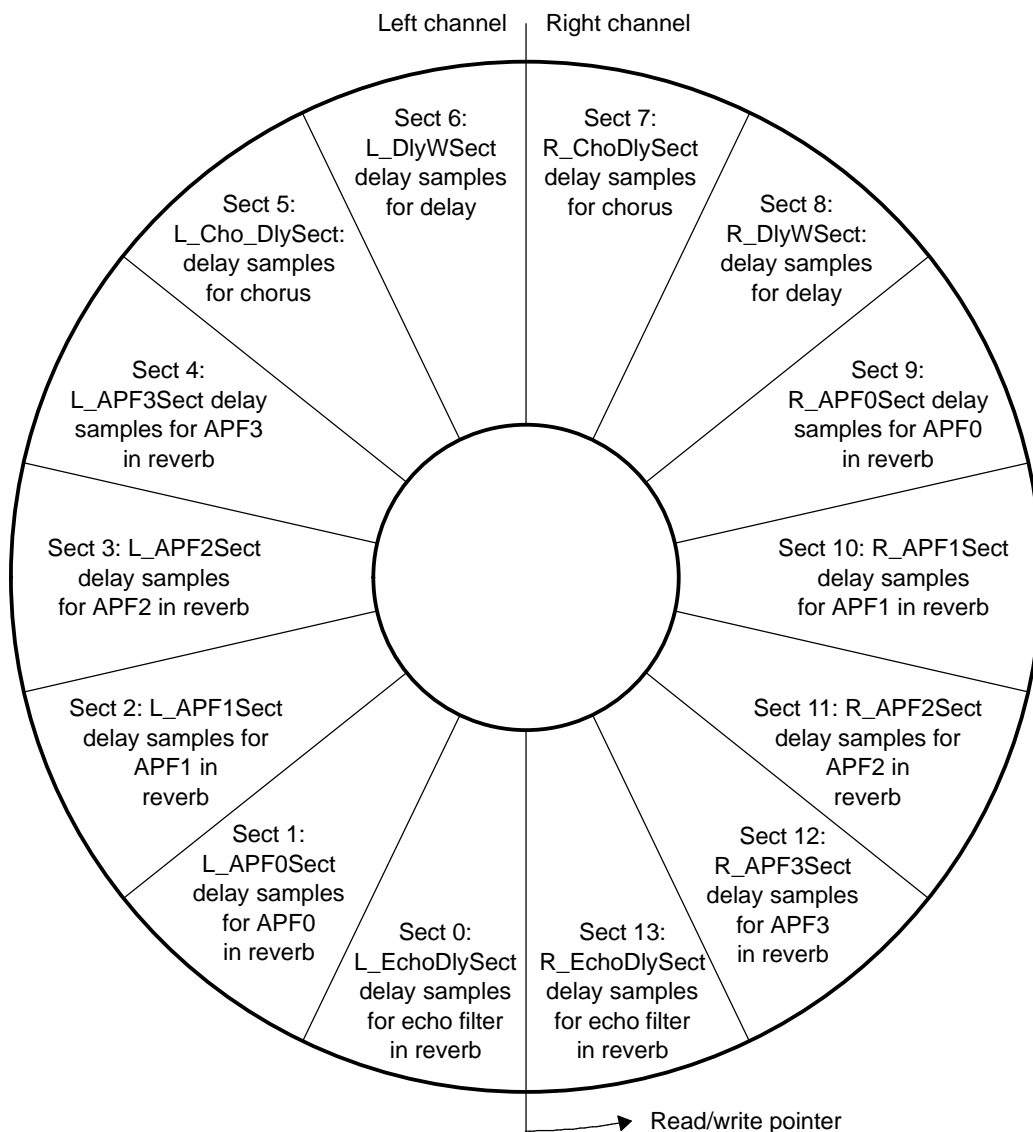 Left channel
Right channel
Sect 6:
L_DlyWSect
delay samples
for delay
Sect 7:
R_ChoDlySect
delay samples
for chorus
Sect 5:
L_Cho_DlySect:
delay samples
for chorus
Sect 8:
R_DlyWSect:
delay samples
for delay
Sect 4:
L_APF3Sect delay
samples for APF3
in reverb
Sect 9:
R_APF0Sect delay
samples for APF0
in reverb
Sect 3: L_APF2Sect
delay samples
for APF2 in reverb
Sect 10: R_APF1Sect
delay samples
for APF1 in reverb
Sect 2: L_APF1Sect
delay samples for
APF1 in
reverb
Sect 11: R_APF2Sect
delay samples for
APF2 in
reverb
Sect 1:
L_APF0Sect
delay samples
for APF0
in reverb
Sect 12:
R_APF3Sect
delay samples
for APF3
in reverb
Sect 0:
L_EchoDlySect
delay samples
for echo filter
in reverb
Sect 13:
R_EchoDlySect
delay samples
for echo filter
in reverb
Read/write pointer